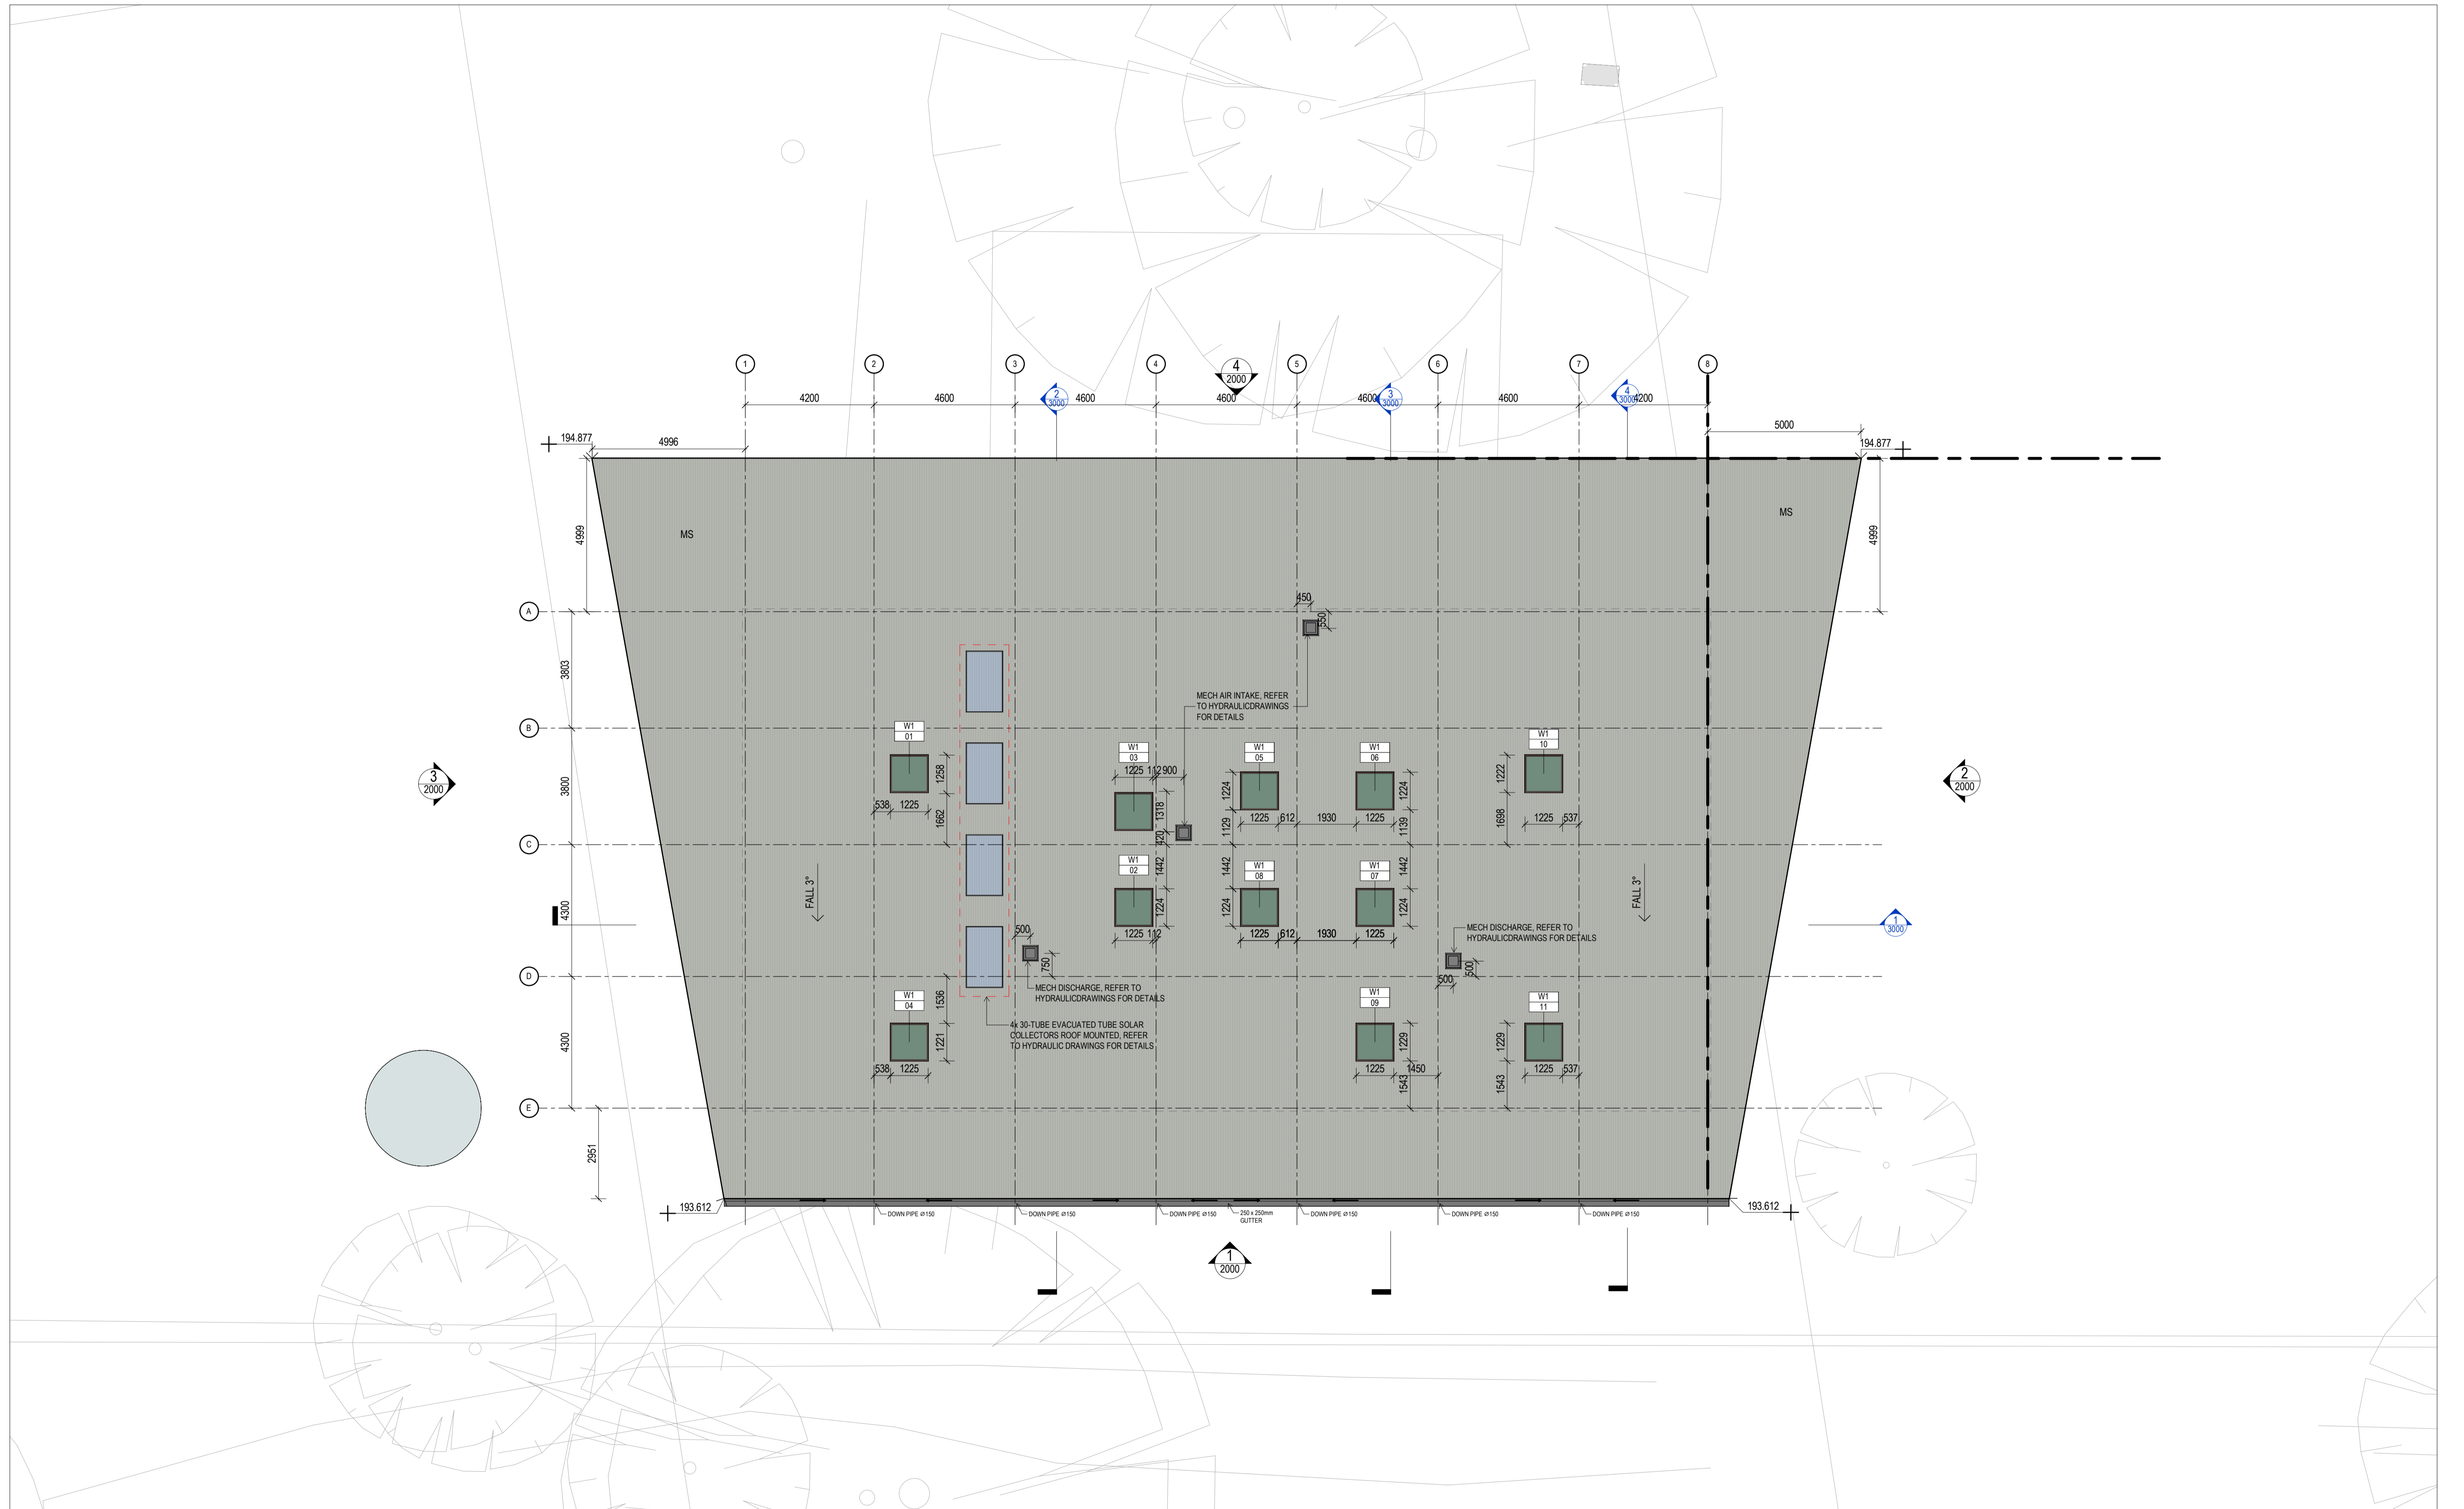 1
2
3
4
5
6
7
8
4
2000
2
3000
3
3000
4
3000
4200
4600
4600
4600
4600
4600
4200
194.877
4996
5000
194.877
4999
MS
MS
4999
A
450
550
3803
MECH AIR INTAKE, REFER
TO HYDRAULICDRAWINGS
FOR DETAILS
B
W1
01
W1
03
W1
05
W1
06
W1
10
3
2000
2
2000
3800
1258
1225
112
900
1224
1224
1222
538
1225
1662
1318
420
1129
1225
612
1930
1225
1139
1698
1225
537
C
W1
02
W1
08
W1
07
FALL 3°
FALL 3°
1442
1442
1442
4300
1224
1224
1224
1225
112
1225
612
1930
1225
1
3000
500
750
MECH DISCHARGE, REFER TO
HYDRAULICDRAWINGS FOR DETAILS
500
500
D
MECH DISCHARGE, REFER TO
HYDRAULICDRAWINGS FOR DETAILS
W1
04
1536
W1
09
W1
11
4x 30-TUBE EVACUATED TUBE SOLAR
COLLECTORS ROOF MOUNTED, REFER
TO HYDRAULIC DRAWINGS FOR DETAILS
4300
1221
1229
1229
538
1225
1225
1450
1543
1543
1225
537
E
2951
193.612
193.612
DOWN PIPE Ø150
DOWN PIPE Ø150
DOWN PIPE Ø150
250 x 250mm
GUTTER
DOWN PIPE Ø150
DOWN PIPE Ø150
DOWN PIPE Ø150
1
2000